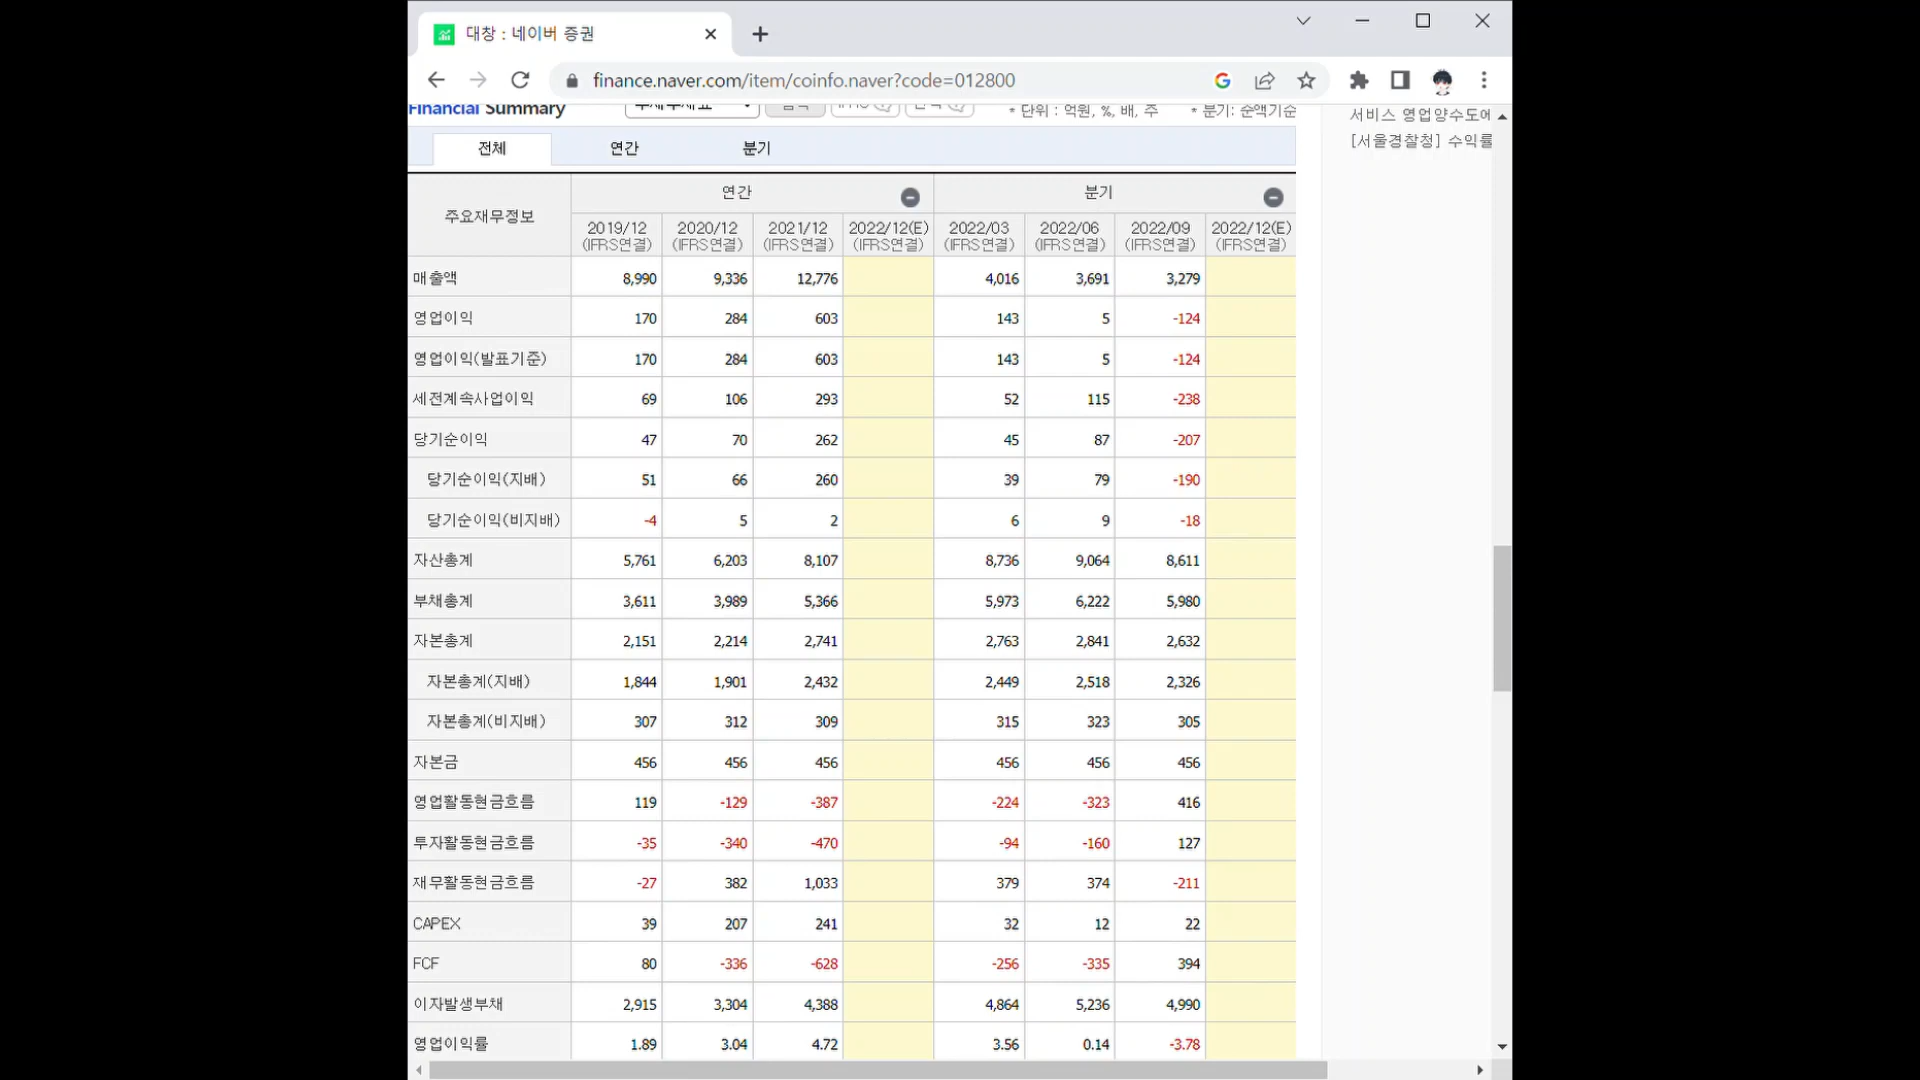 대창 : 네이버 증권
finance.naver.com/item/coinfo.naver?code=012800
Financial Summary * 단위 : 억원, %, 배, 주 * 분기: 순액기준
서비스 영업양수도에
[서울경찰청] 수익률
전체 연간 분기
주요재무정보 연간 분기
2019/12 (IFRS연결) 2020/12 (IFRS연결) 2021/12 (IFRS연결) 2022/12(E) (IFRS연결) 2022/03 (IFRS연결) 2022/06 (IFRS연결) 2022/09 (IFRS연결) 2022/12(E) (IFRS연결)
매출액 8,990 9,336 12,776 4,016 3,691 3,279
영업이익 170 284 603 143 5 -124
영업이익(발표기준) 170 284 603 143 5 -124
세전계속사업이익 69 106 293 52 115 -238
당기순이익 47 70 262 45 87 -207
당기순이익(지배) 51 66 260 39 79 -190
당기순이익(비지배) -4 5 2 6 9 -18
자산총계 5,761 6,203 8,107 8,736 9,064 8,611
부채총계 3,611 3,989 5,366 5,973 6,222 5,980
자본총계 2,151 2,214 2,741 2,763 2,841 2,632
자본총계(지배) 1,844 1,901 2,432 2,449 2,518 2,326
자본총계(비지배) 307 312 309 315 323 305
자본금 456 456 456 456 456 456
영업활동현금흐름 119 -129 -387 -224 -323 416
투자활동현금흐름 -35 -340 -470 -94 -160 127
재무활동현금흐름 -27 382 1,033 379 374 -211
CAPEX 39 207 241 32 12 22
FCF 80 -336 -628 -256 -335 394
이자발생부채 2,915 3,304 4,388 4,864 5,236 4,990
영업이익률 1.89 3.04 4.72 3.56 0.14 -3.78